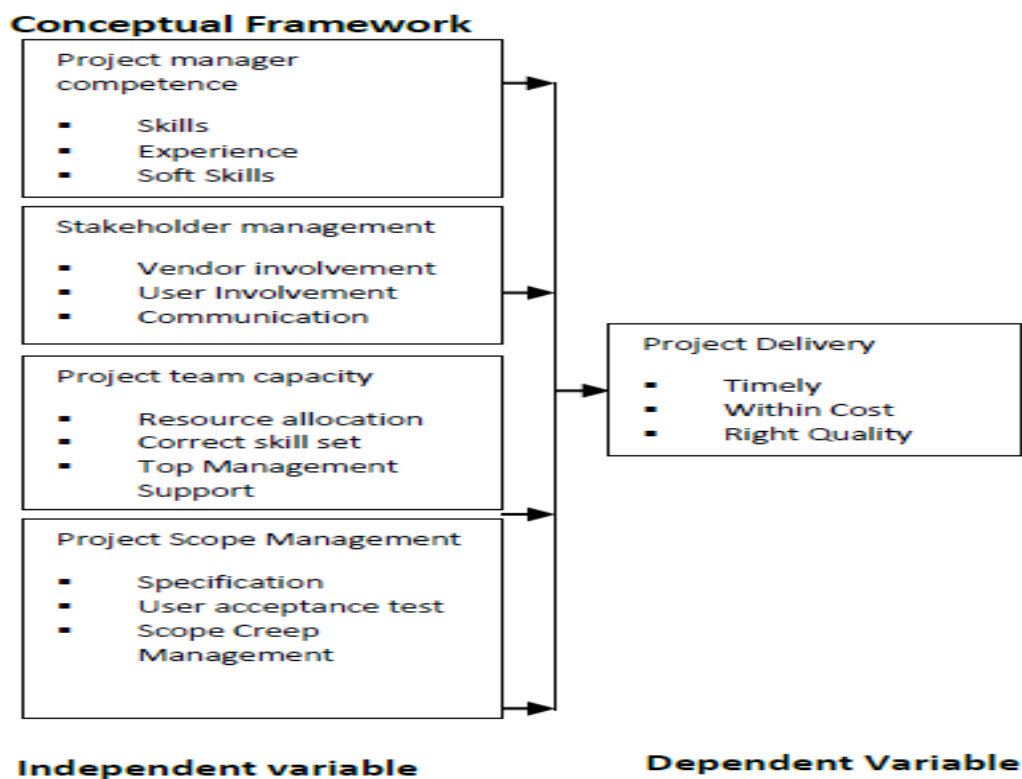 Conceptual Framework
Project manager
competence
▪ Skills
▪ Experience
▪ Soft Skills
Stakeholder management
▪ Vendor involvement
▪ User Involvement
▪ Communication
Project team capacity
▪ Resource allocation
▪ Correct skill set
▪ Top Management
Support
Project Scope Management
▪ Specification
▪ User acceptance test
▪ Scope Creep
Management
Project Delivery
▪ Timely
▪ Within Cost
▪ Right Quality
Independent variable
Dependent Variable